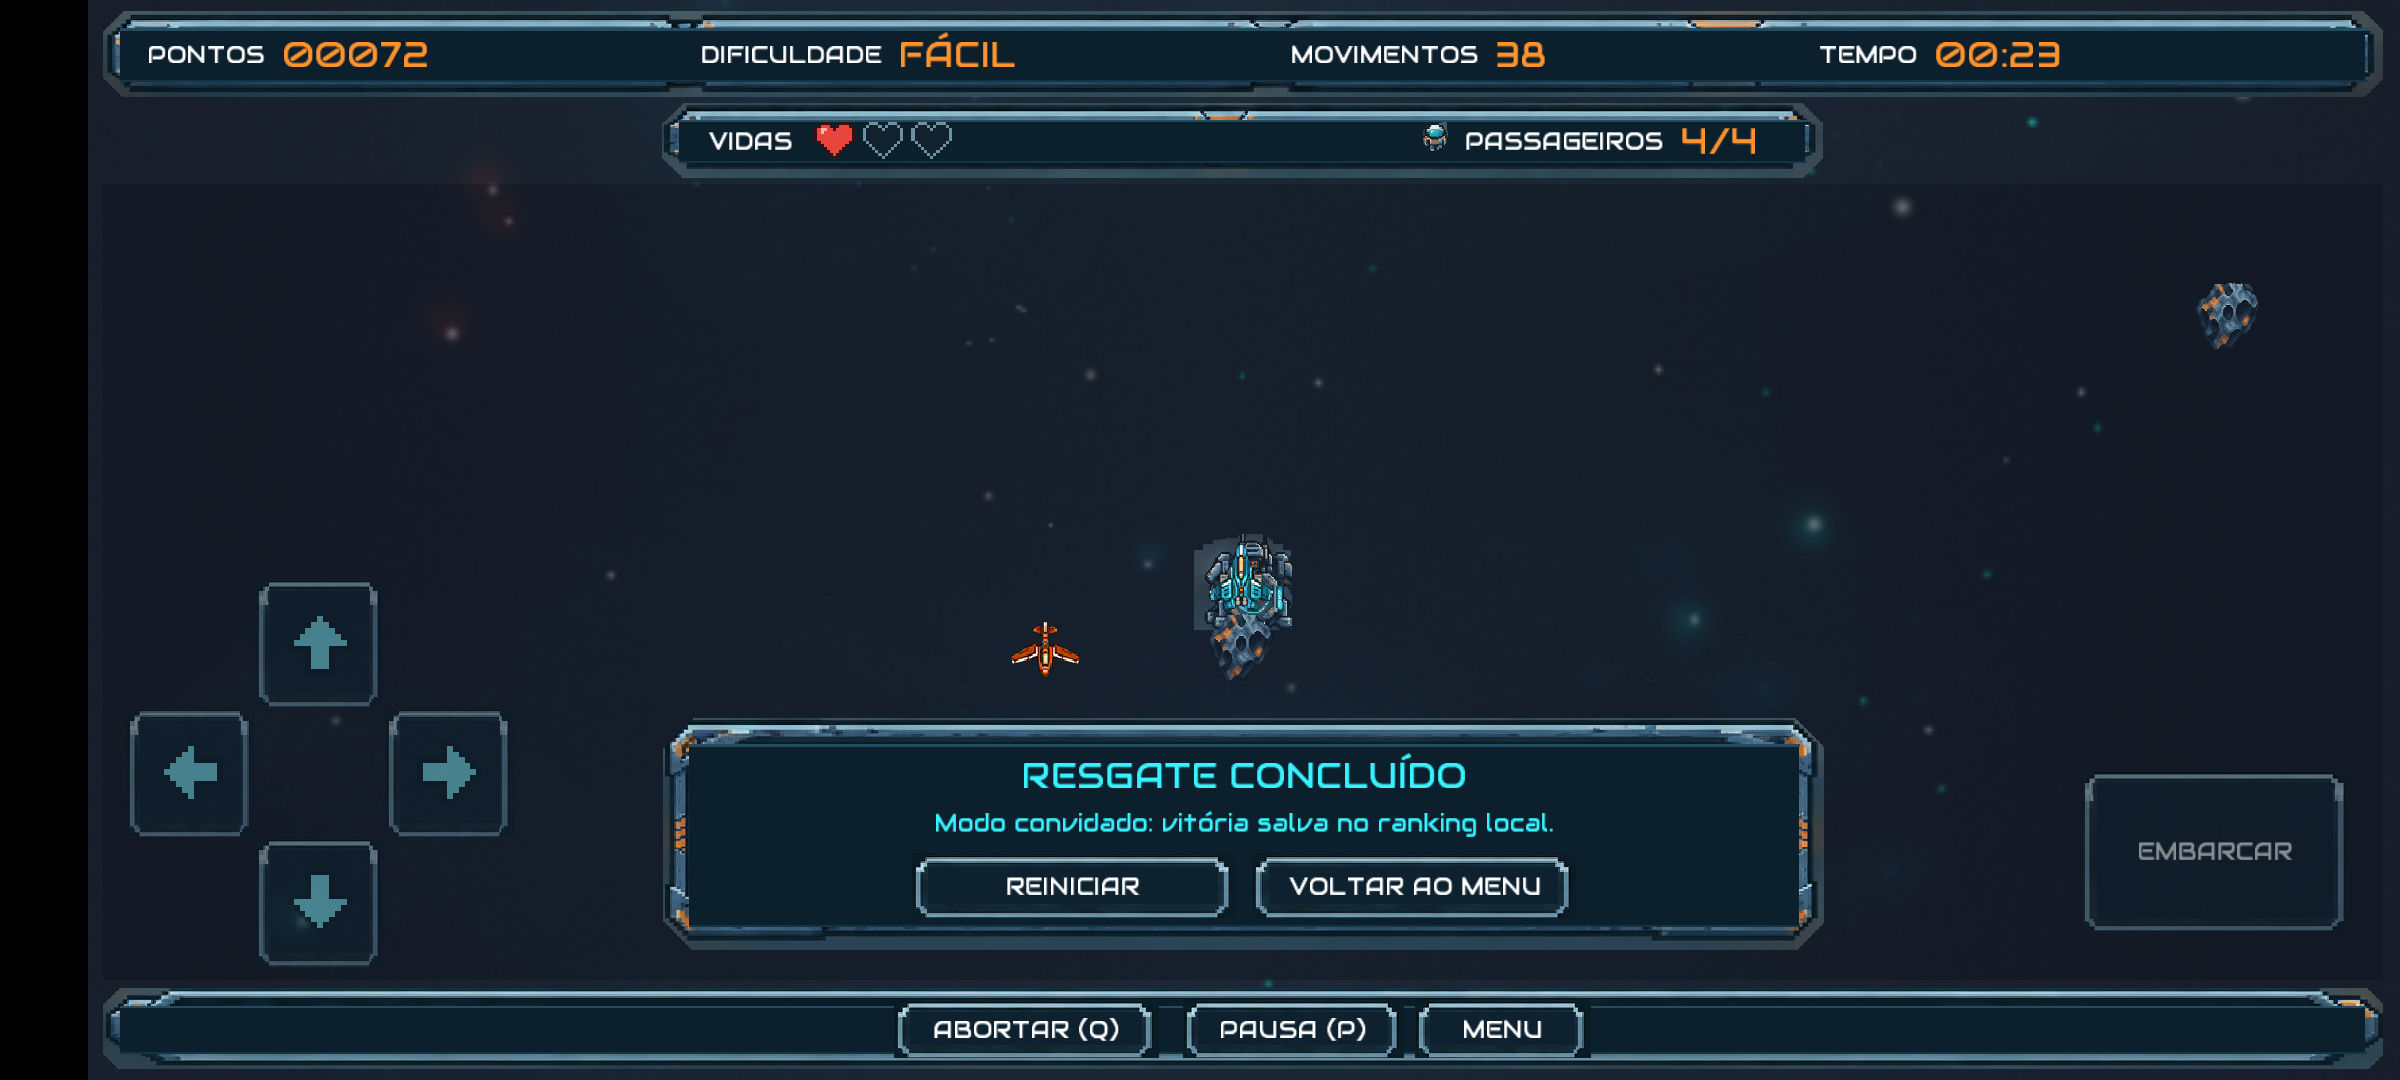 PONTOS 00072 DIFICULDADE FÁCIL MOVIMENTOS 38 TEMPO 00:23
VIDAS PASSAGEIROS 4/4
RESGATE CONCLUÍDO
Modo convidado: vitória salva no ranking local.
REINICIAR VOLTAR AO MENU
EMBARCAR
ABORTAR (Q) PAUSA (P) MENU